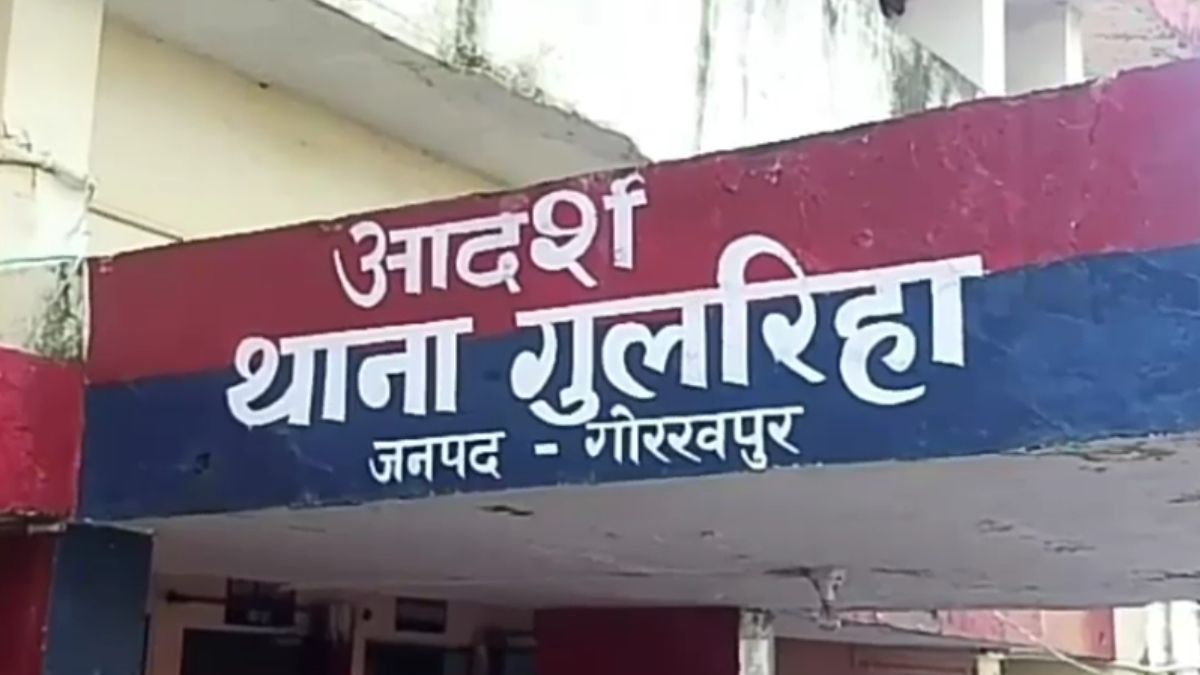 आदर्श
थाना गुलरिहा
जनपद - गोरखपुर